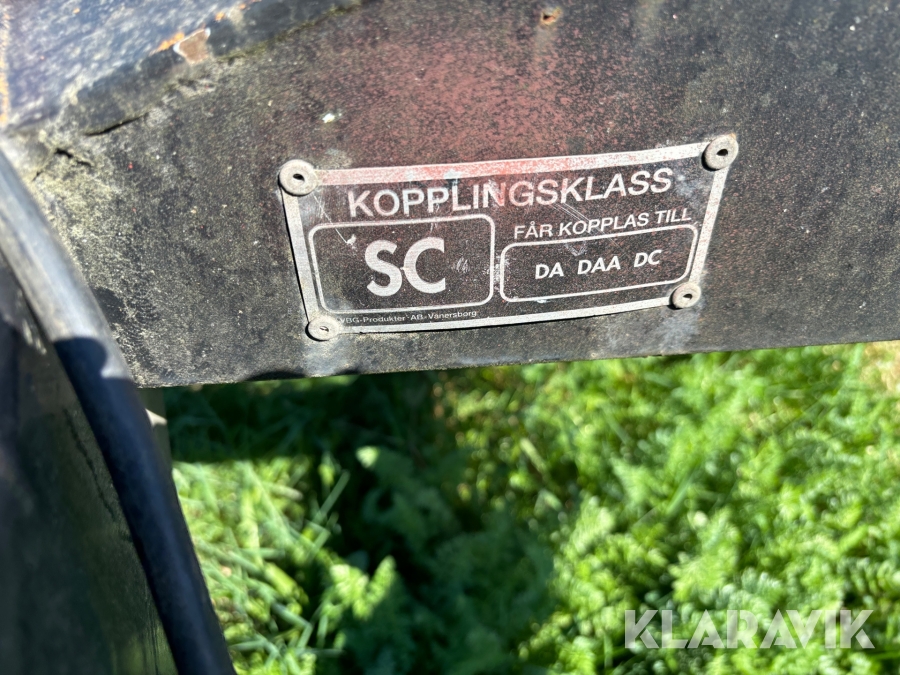 KOPPLINGSKLASS
SC
FÅR KOPPLAS TILL
DA DAA DC
VBG-Produkter AB-Vänersborg
KLARAVIK